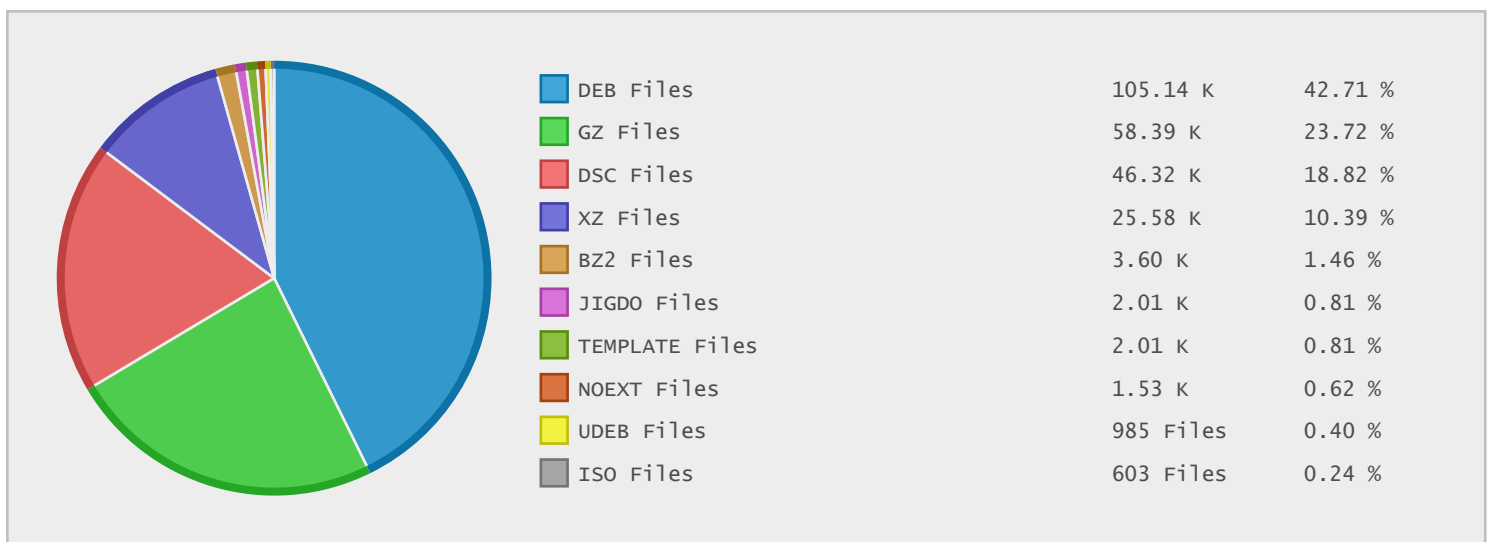 DEB Files 105.14 K 42.71 %
GZ Files 58.39 K 23.72 %
DSC Files 46.32 K 18.82 %
XZ Files 25.58 K 10.39 %
BZ2 Files 3.60 K 1.46 %
JIGDO Files 2.01 K 0.81 %
TEMPLATE Files 2.01 K 0.81 %
NOEXT Files 1.53 K 0.62 %
UDEB Files 985 Files 0.40 %
ISO Files 603 Files 0.24 %